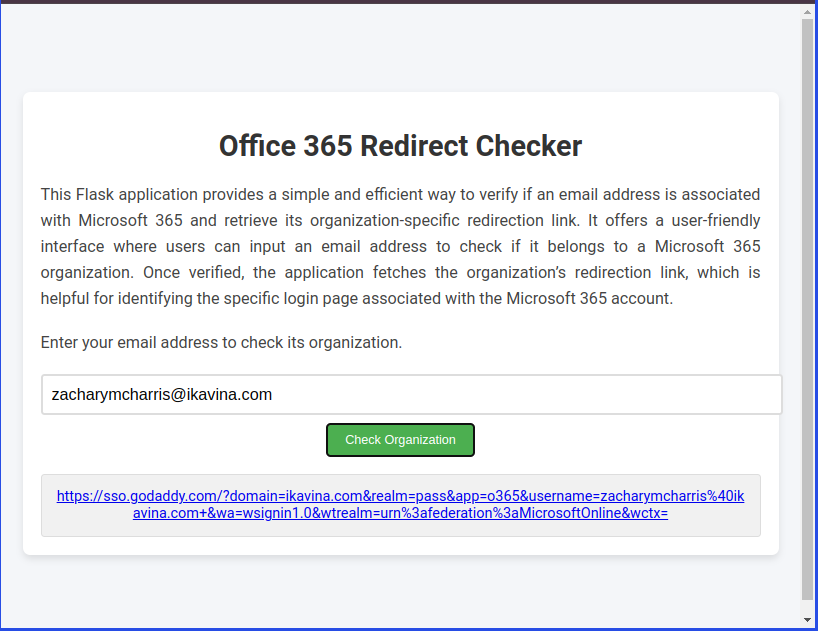 Office 365 Redirect Checker
This Flask application provides a simple and efficient way to verify if an email address is associated
with Microsoft 365 and retrieve its organization-specific redirection link. It offers a user-friendly
interface where users can input an email address to check if it belongs to a Microsoft 365
organization. Once verified, the application fetches the organization’s redirection link, which is
helpful for identifying the specific login page associated with the Microsoft 365 account.
Enter your email address to check its organization.
zacharymcharris@ikavina.com
Check Organization
https://sso.godaddy.com/?domain=ikavina.com&realm=pass&app=o365&username=zacharymcharris%40ik
avina.com+&wa=wsignin1.0&wtrealm=urn%3afederation%3aMicrosoftOnline&wctx=